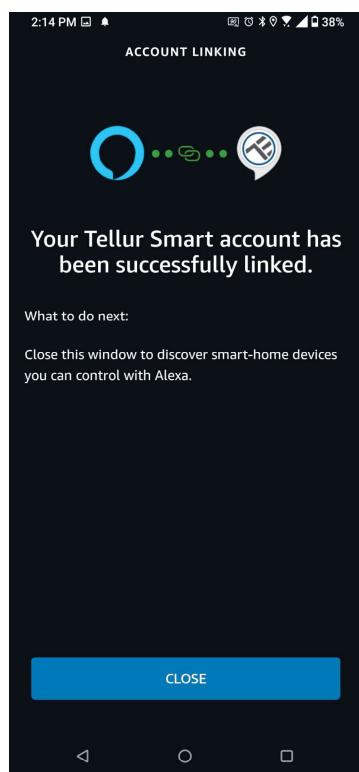 2:14 PM 38%
ACCOUNT LINKING
Your Tellur Smart account has
been successfully linked.
What to do next:
Close this window to discover smart-home devices
you can control with Alexa.
CLOSE